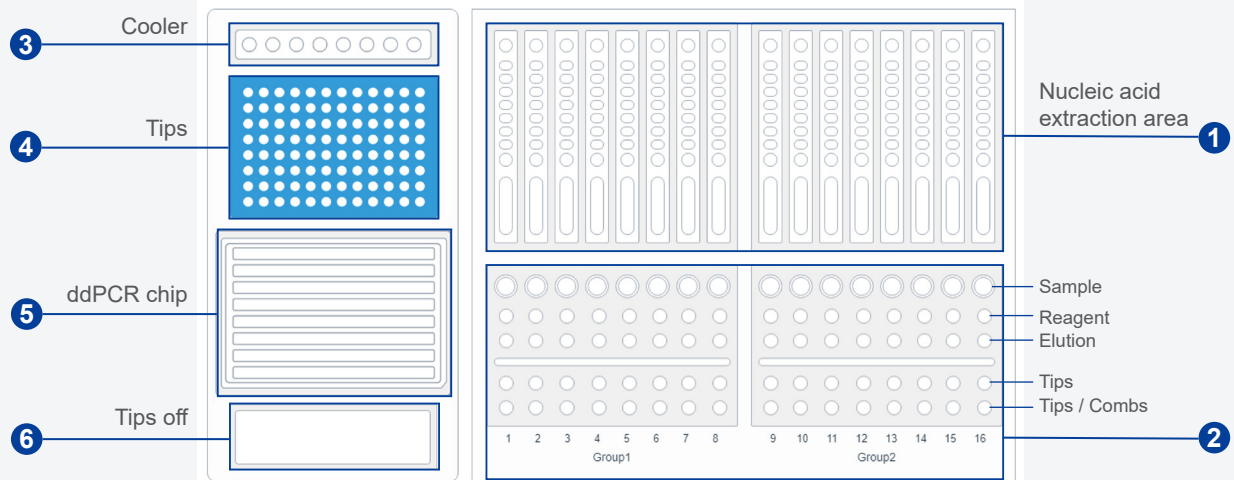 3
Cooler
4
Tips
5
ddPCR chip
6
Tips off
Nucleic acid
extraction area
1
Sample
Reagent
Elution
Tips
Tips / Combs
2
1 2 3 4 5 6 7 8
Group1
9 10 11 12 13 14 15 16
Group2